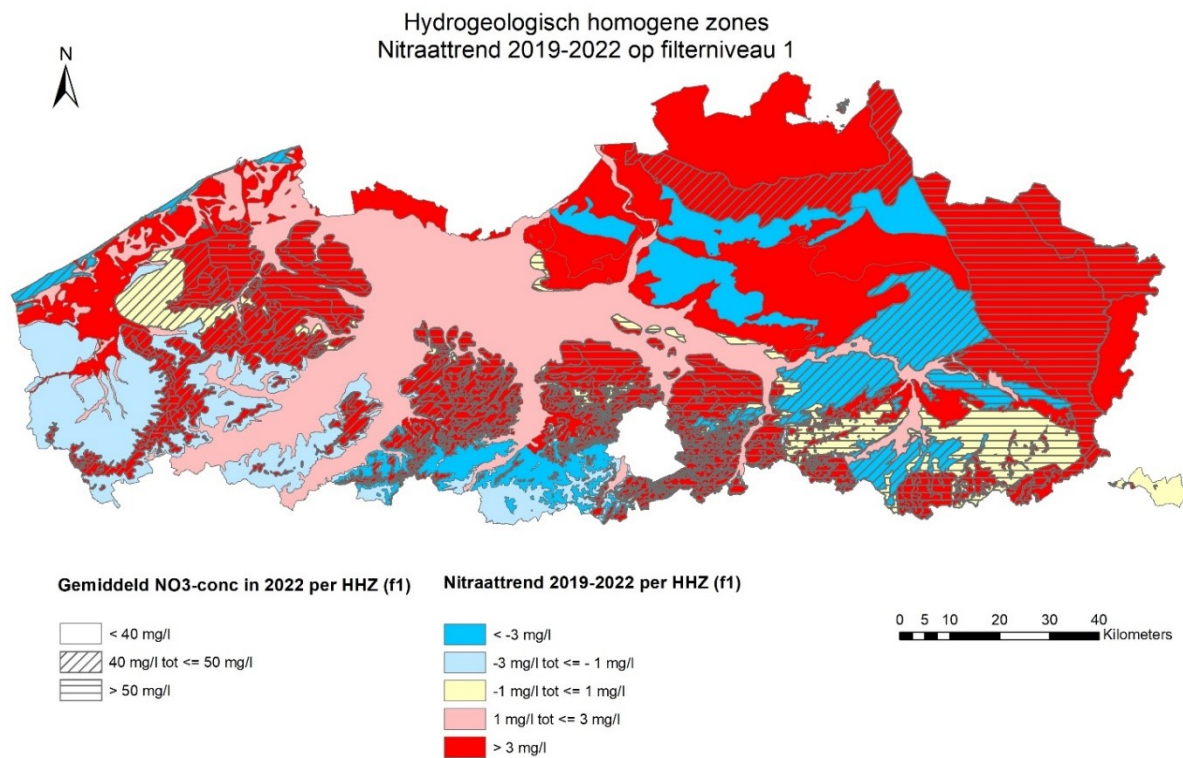 Hydrogeologisch homogene zones
Nitraattrend 2019-2022 op filterniveau 1
N
Gemiddeld NO3-conc in 2022 per HHZ (f1)
< 40 mg/l
40 mg/l tot <= 50 mg/l
> 50 mg/l
Nitraattrend 2019-2022 per HHZ (f1)
< -3 mg/l
-3 mg/l tot <= - 1 mg/l
-1 mg/l tot <= 1 mg/l
1 mg/l tot <= 3 mg/l
> 3 mg/l
0 5 10 20 30 40
Kilometers